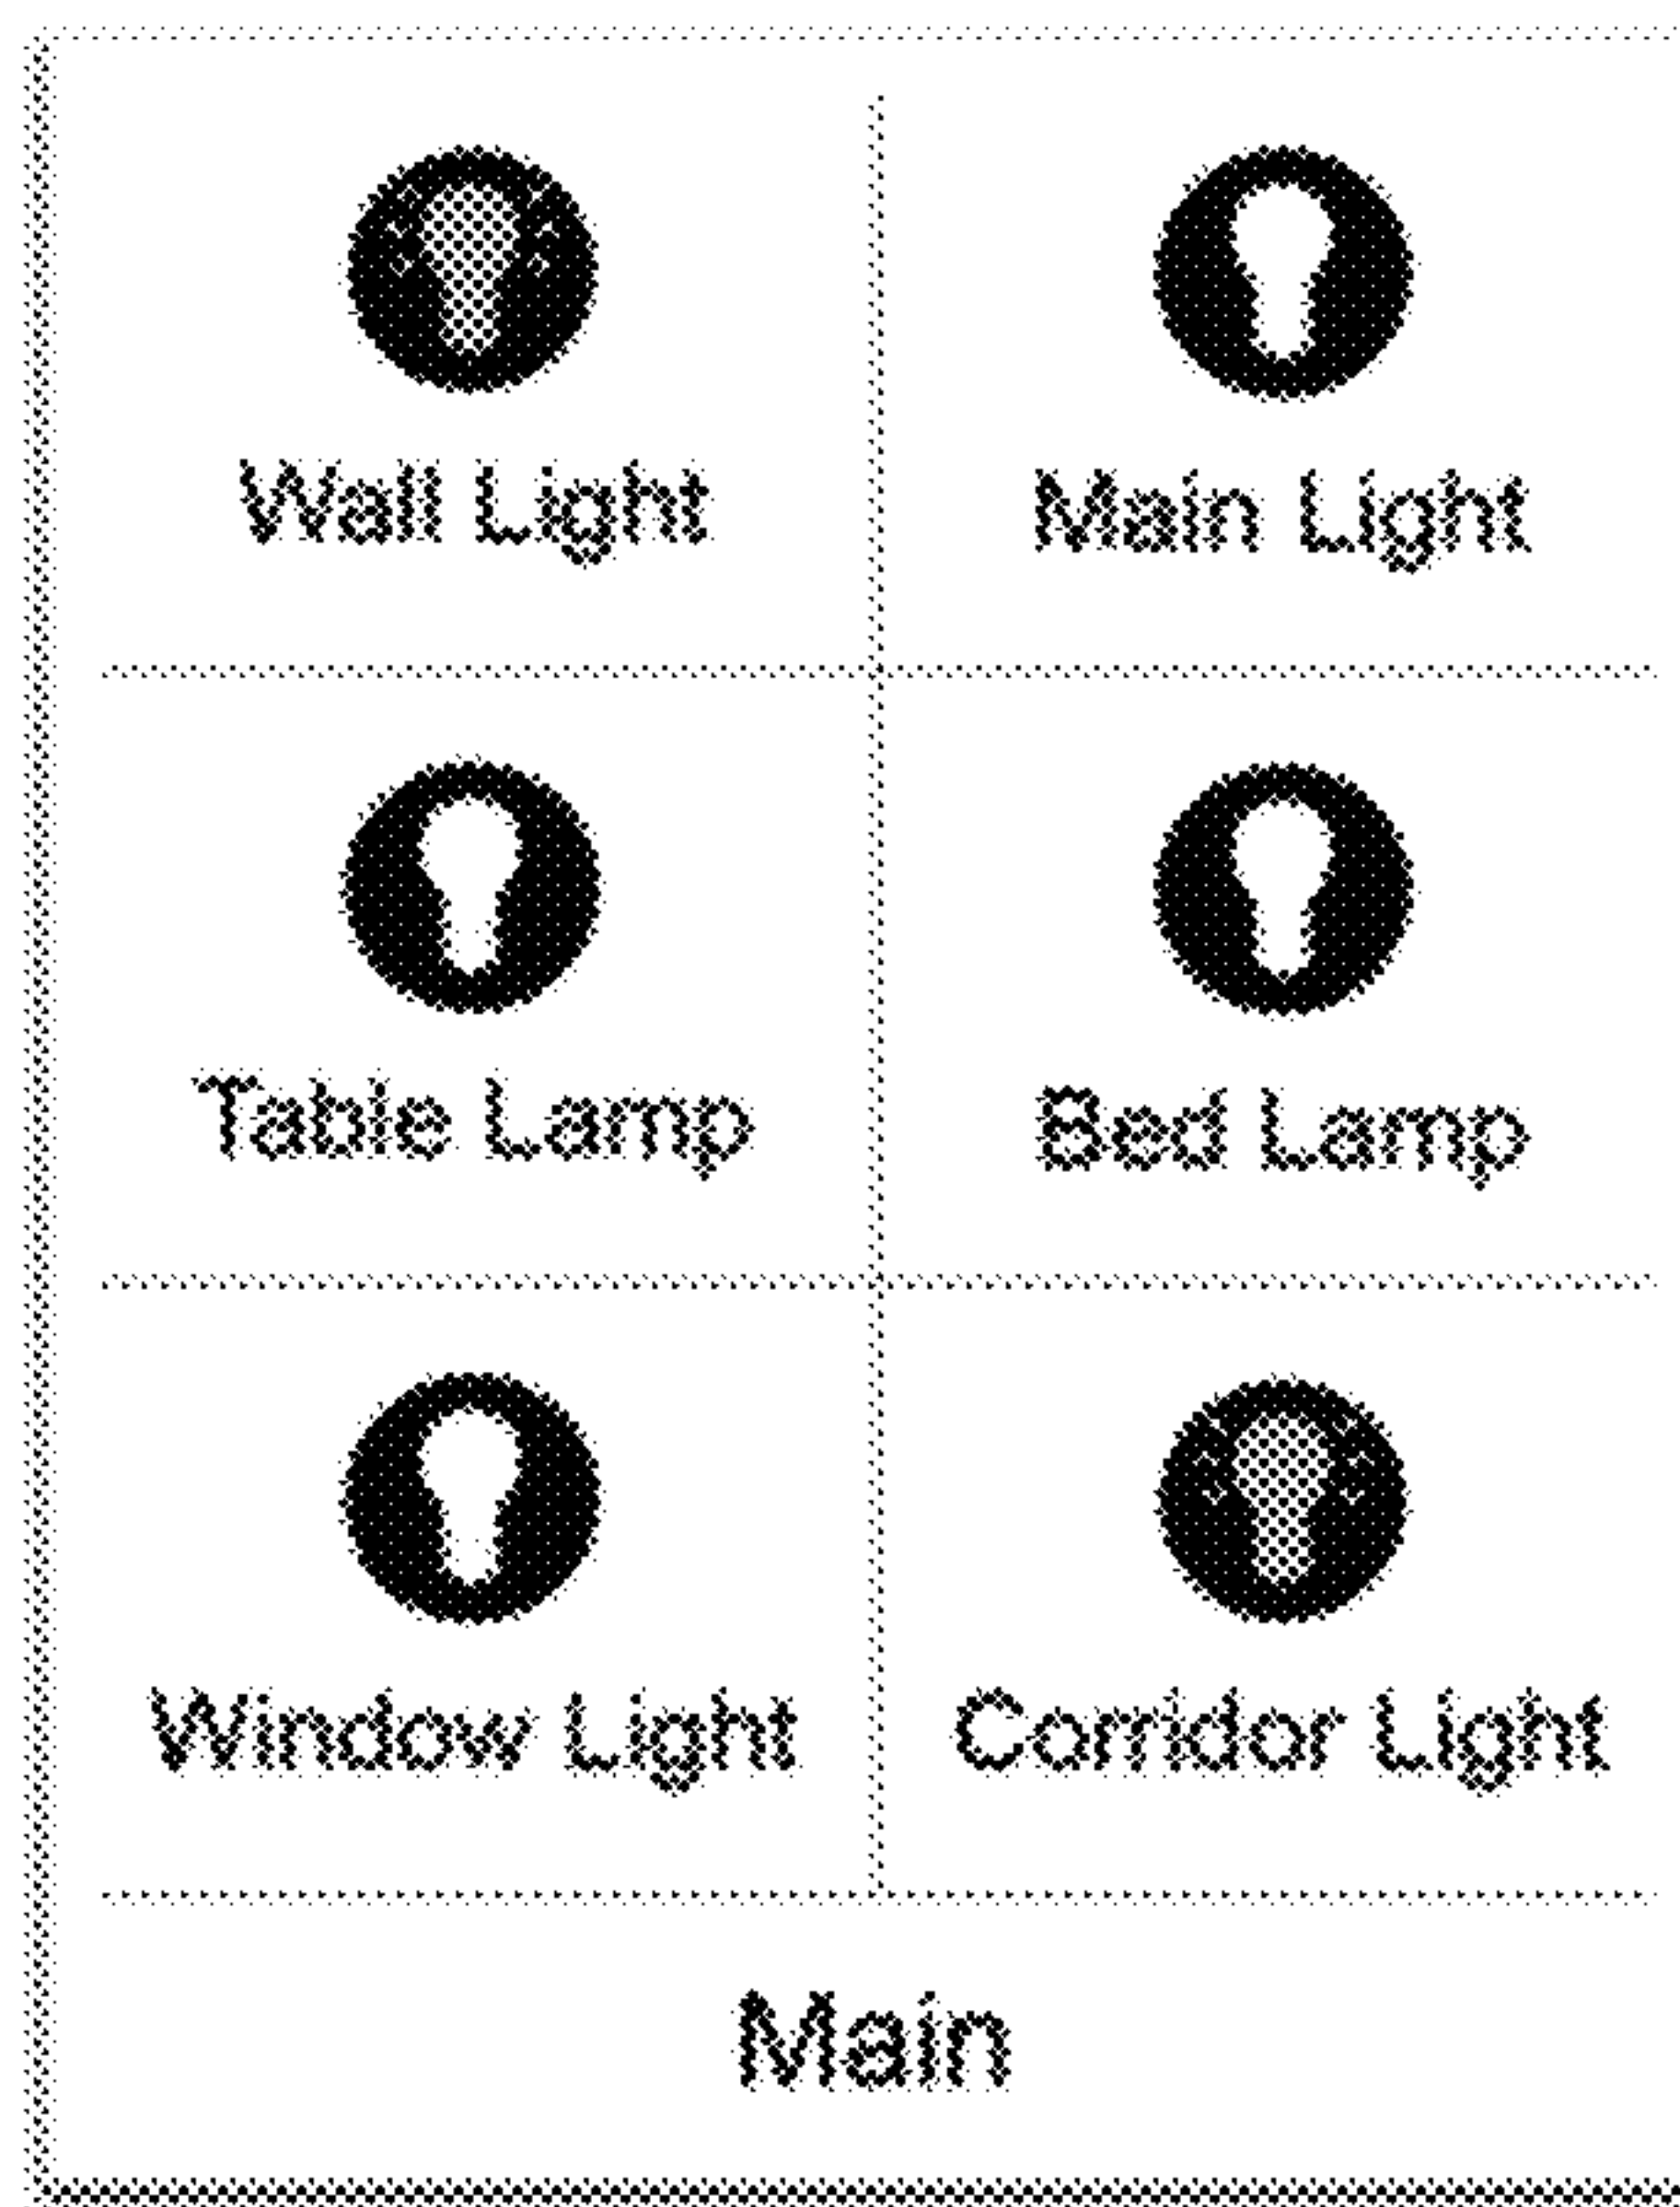 Wall Light
Main Light
Table Lamp
Bed Lamp
Window Light
Corridor Light
Main